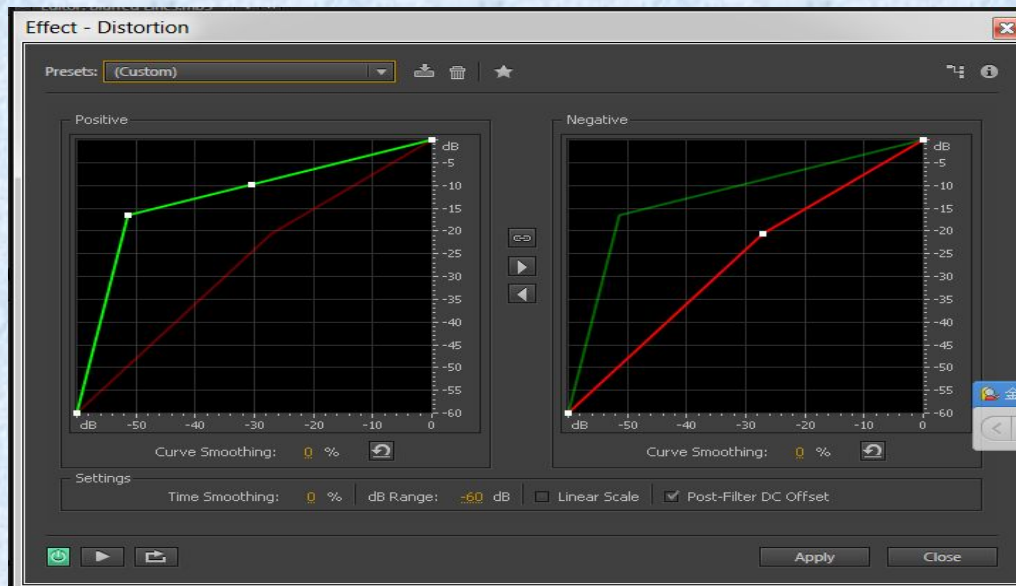 Effect - Distortion
Presets: (Custom)
Positive
dB
-5
-10
-15
-20
-25
-30
-35
-40
-45
-50
-55
-60
dB -50 -40 -30 -20 -10 0
Curve Smoothing: 0 %
Negative
dB
-5
-10
-15
-20
-25
-30
-35
-40
-45
-50
-55
-60
dB -50 -40 -30 -20 -10 0
Curve Smoothing: 0 %
Settings
Time Smoothing: 0 % dB Range: -60 dB Linear Scale Post-Filter DC Offset
Apply Close